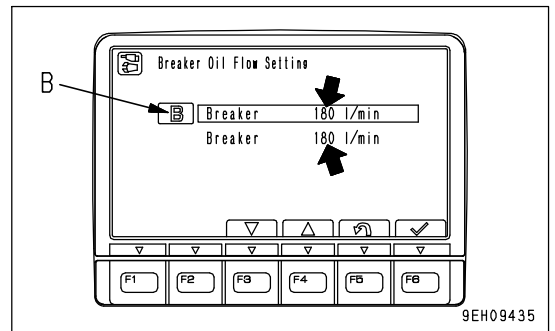 Breaker Oil Flow Setting
B
B Breaker 180 l/min
Breaker 180 l/min
F1 F2 F3 F4 F5 F6
9EH09435